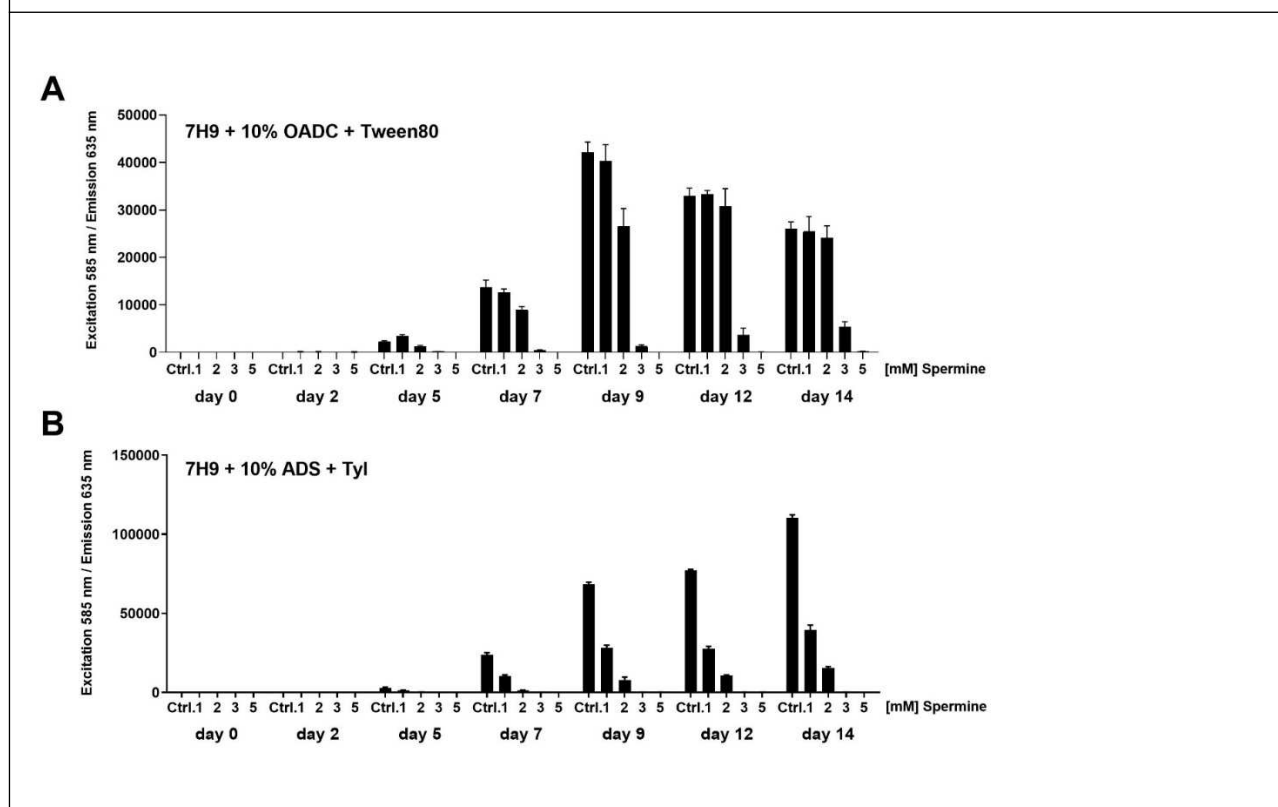 A
7H9 + 10% OADC + Tween80
Excitation 585 nm / Emission 635 nm
50000
40000
30000
20000
10000
0
Ctrl. 1 2 3 5 Ctrl. 1 2 3 5 Ctrl. 1 2 3 5 Ctrl. 1 2 3 5 Ctrl. 1 2 3 5 Ctrl. 1 2 3 5 Ctrl. 1 2 3 5 [mM] Spermine
day 0 day 2 day 5 day 7 day 9 day 12 day 14
B
7H9 + 10% ADS + Tyl
Excitation 585 nm / Emission 635 nm
150000
100000
50000
0
Ctrl. 1 2 3 5 Ctrl. 1 2 3 5 Ctrl. 1 2 3 5 Ctrl. 1 2 3 5 Ctrl. 1 2 3 5 Ctrl. 1 2 3 5 Ctrl. 1 2 3 5 [mM] Spermine
day 0 day 2 day 5 day 7 day 9 day 12 day 14